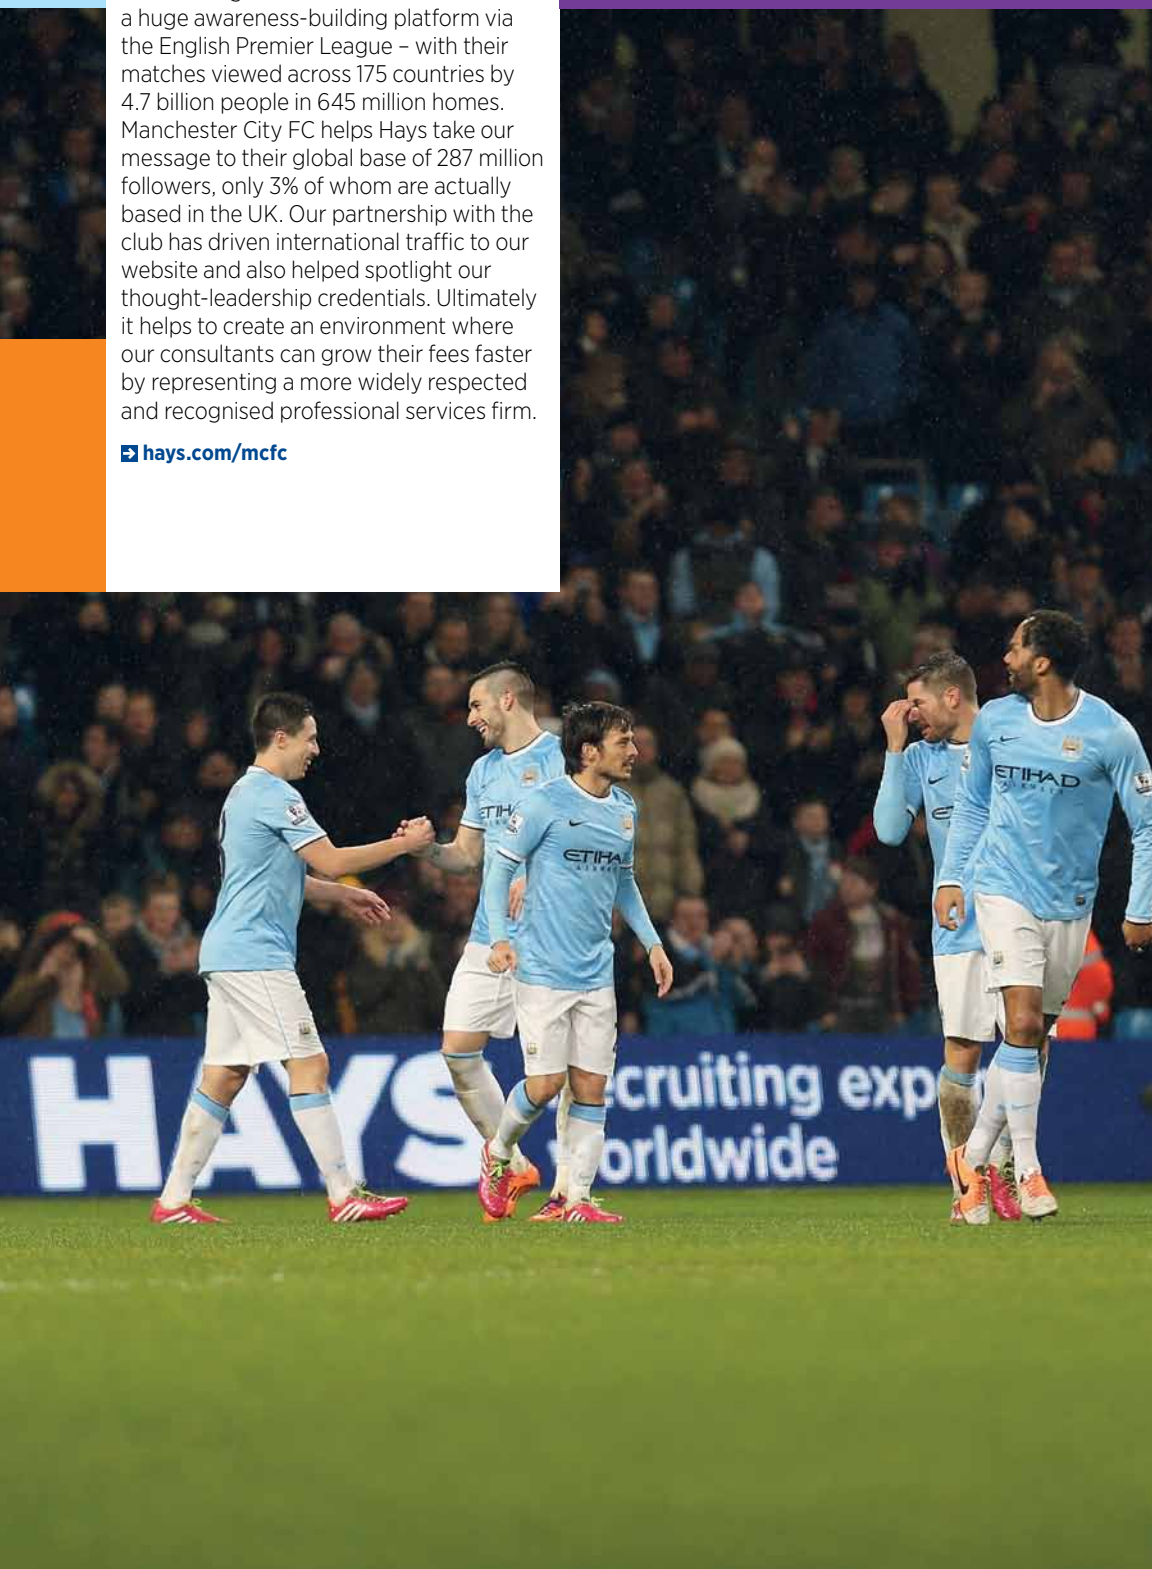 a huge awareness-building platform via
the English Premier League – with their
matches viewed across 175 countries by
4.7 billion people in 645 million homes.
Manchester City FC helps Hays take our
message to their global base of 287 million
followers, only 3% of whom are actually
based in the UK. Our partnership with the
club has driven international traffic to our
website and also helped spotlight our
thought-leadership credentials. Ultimately
it helps to create an environment where
our consultants can grow their fees faster
by representing a more widely respected
and recognised professional services firm.
hays.com/mcfc
ETIH
ETIHA
ETIHAD
HAYS
ecruiting exp
orldwide